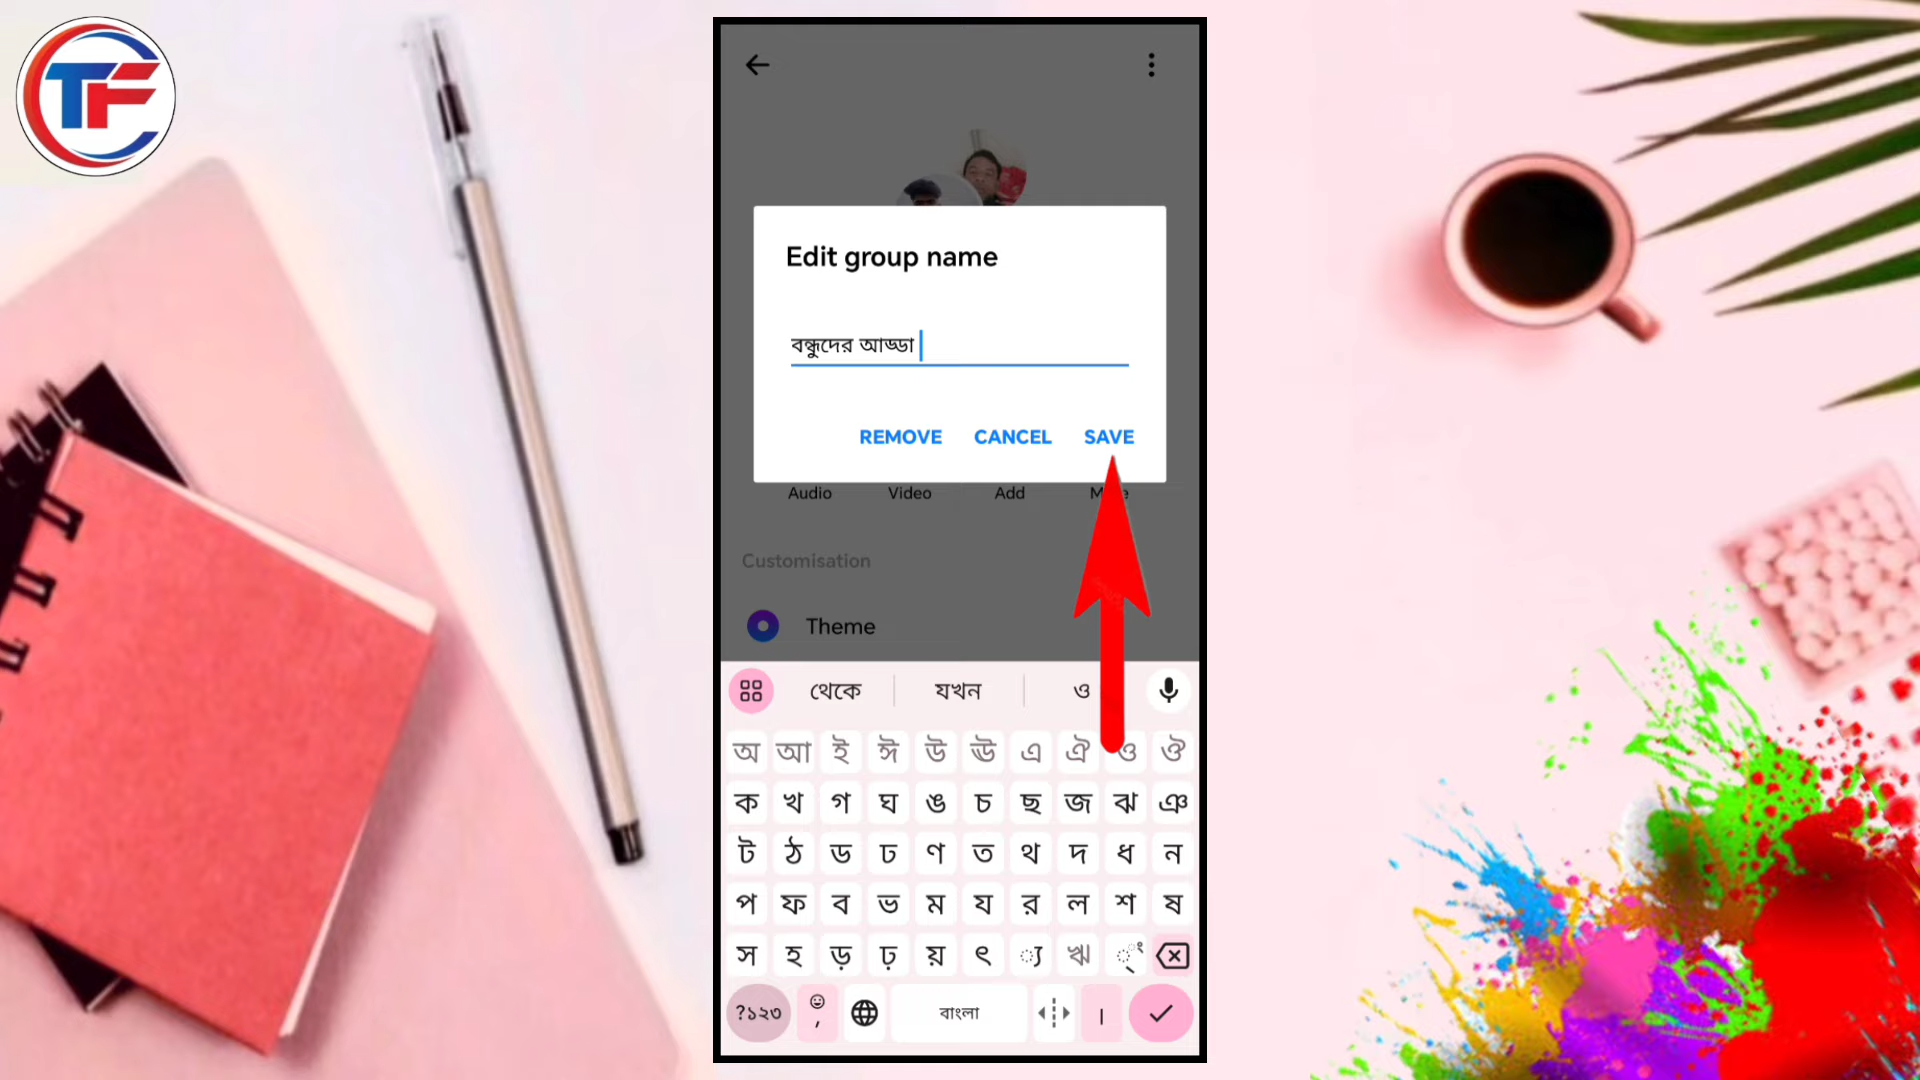 TF
Edit group name
বন্ধুদের আড্ডা
REMOVE CANCEL SAVE
Audio Video Add
Customisation
Theme
থেকে যখন ও
অ আ ই ঈ উ ঊ এ ঐ ও ঔ
ক খ গ ঘ ঙ চ ছ জ ঝ ঞ
ট ঠ ড ঢ ণ ত থ দ ধ ন
প ফ ব ভ ম য র ল শ ষ
স হ ড় ঢ় য় ৎ ্য ঋ ্ ং
?১২৩ , বাংলা ।